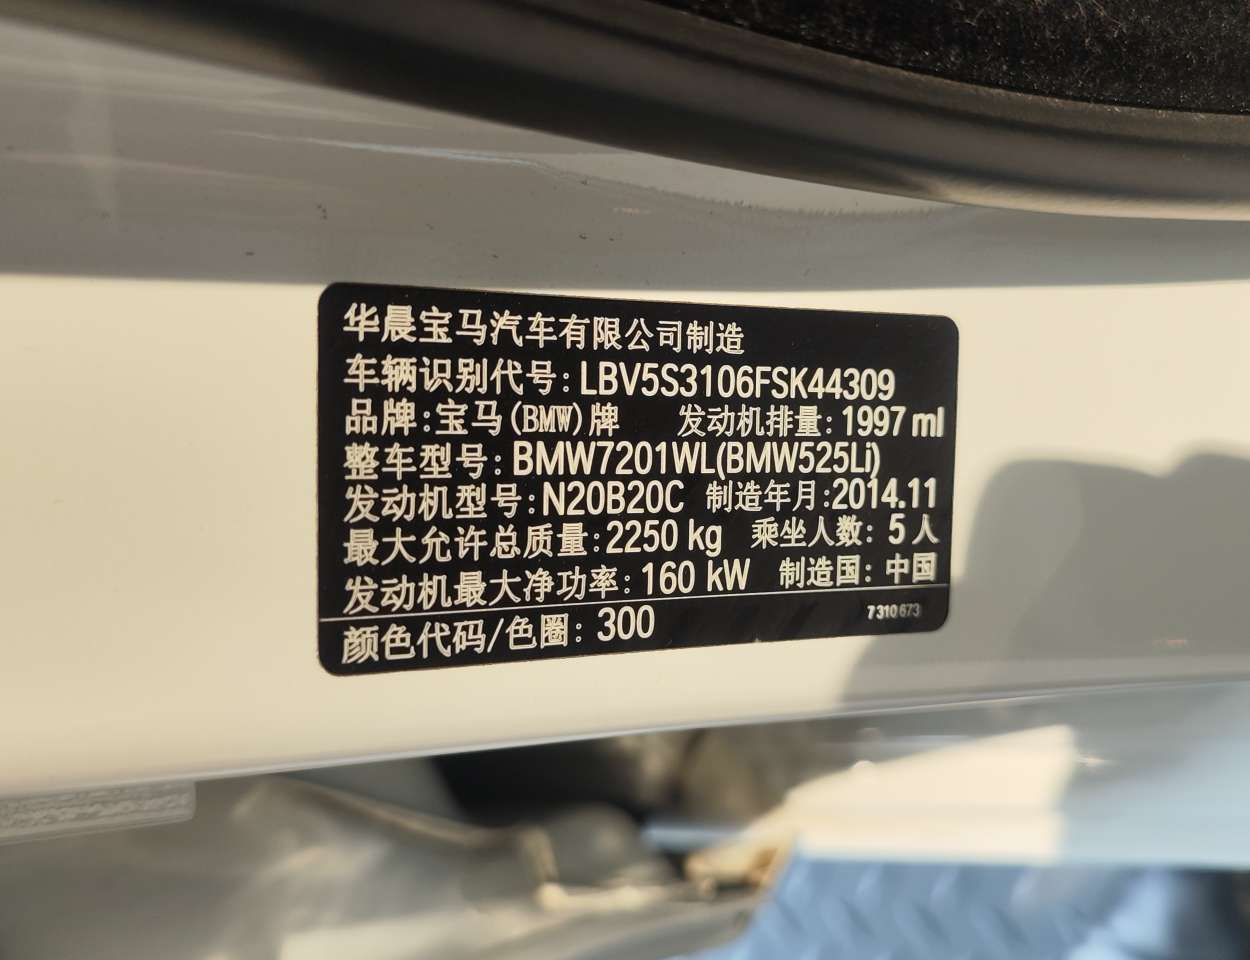 华晨宝马汽车有限公司制造
车辆识别代号: LBV5S3106FSK44309
品牌: 宝马(BMW)牌 发动机排量: 1997 ml
整车型号: BMW7201WL(BMW525Li)
发动机型号: N20B20C 制造年月: 2014.11
最大允许总质量: 2250 kg 乘坐人数: 5 人
发动机最大净功率: 160 kW 制造国: 中国
7 310 673
颜色代码/色圈: 300